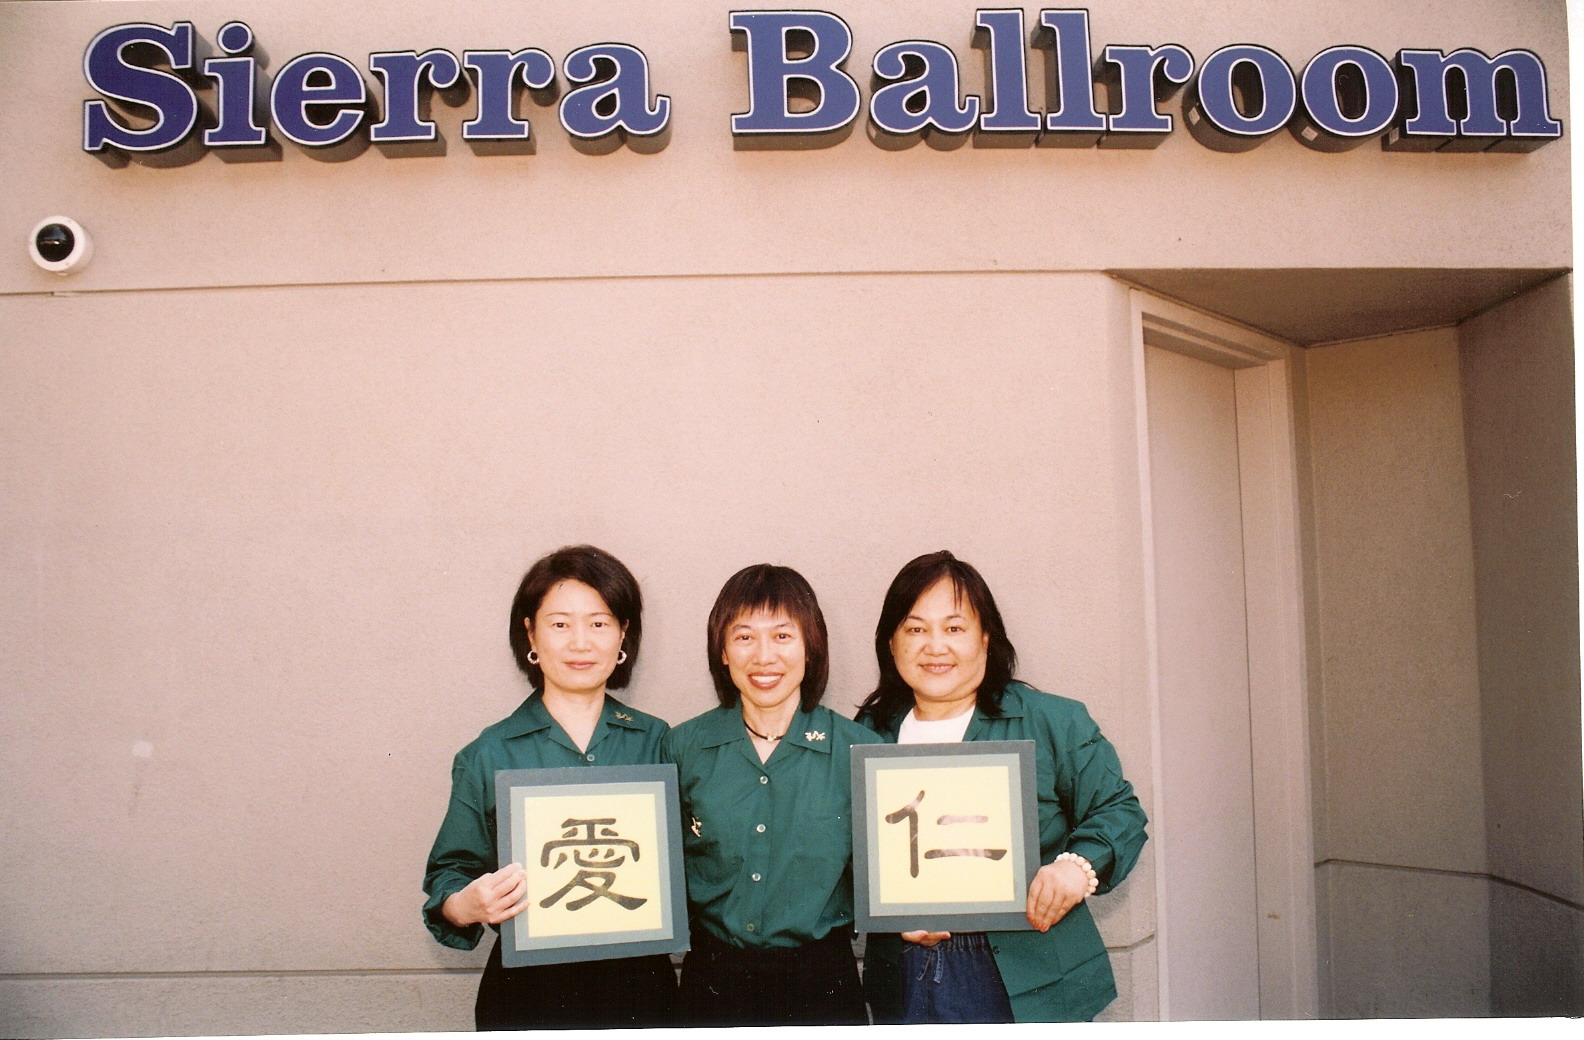 Sierra Ballroom
愛
仁